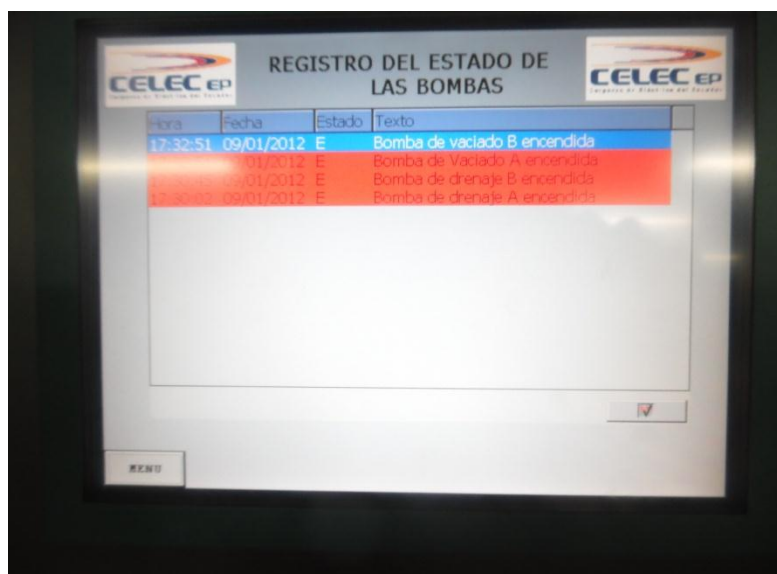 CELEC EP
REGISTRO DEL ESTADO DE
LAS BOMBAS
CELEC EP
Hora Fecha Estado Texto
17:32:51 09/01/2012 E Bomba de vaciado B encendida
/01/2012 E Bomba de Vaciado A encendida
09/01/2012 E Bomba de drenaje B encendida
09/01/2012 E Bomba de drenaje A encendida
MENU